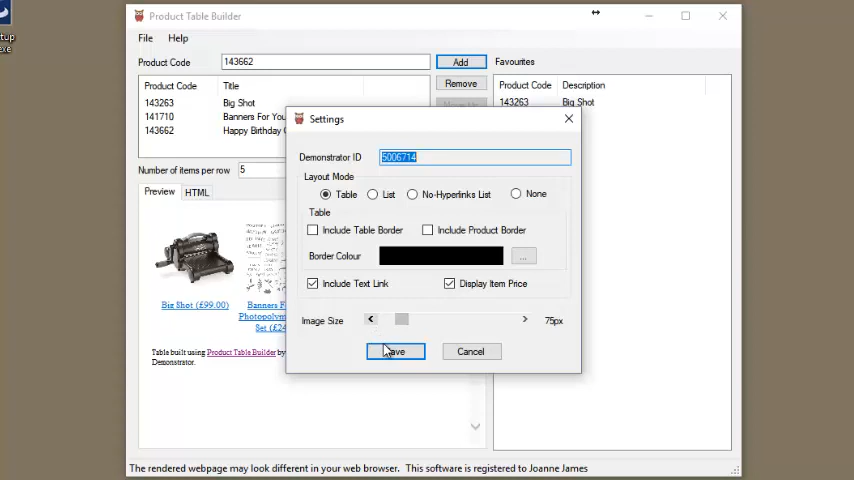 Product Table Builder
tup
exe
File Help
Product Code 143662 Add Favourites
Product Code Title Remove Product Code Description
143263 Big Shot 143263 Big Shot
141710 Banners For You
143662 Happy Birthday
Settings
Demonstrator ID 5006714
Number of items per row 5
Layout Mode
Preview HTML
Table List No-Hyperlinks List None
Table
Include Table Border Include Product Border
Border Colour ...
Include Text Link Display Item Price
Big Shot (£99.00) Banners
Photopolym
Set (£24
Image Size < > 75px
Table built using Product Table Builder by
Demonstrator.
Cancel
The rendered webpage may look different in your web browser. This software is registered to Joanne James